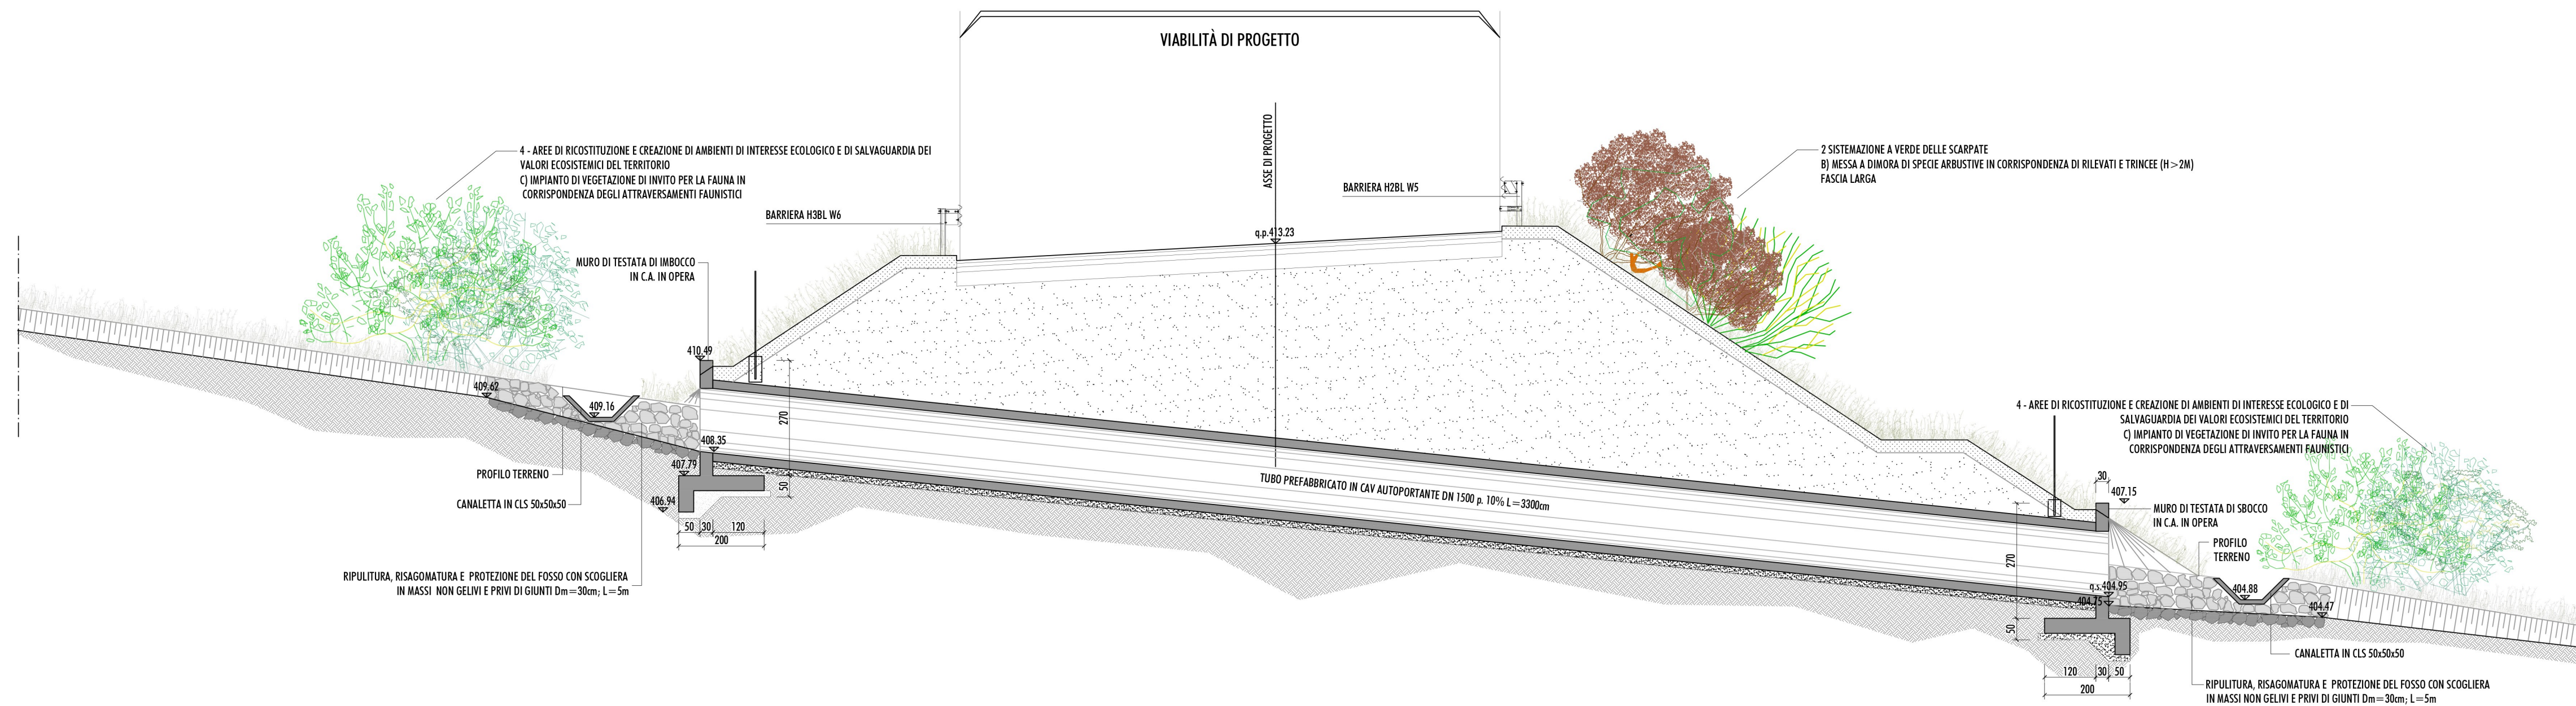 VIABILITÀ DI PROGETTO
ASSE DI PROGETTO
4 - AREE DI RICOSTITUZIONE E CREAZIONE DI AMBIENTI DI INTERESSE ECOLOGICO E DI SALVAGUARDIA DEI
VALORI ECOSISTEMICI DEL TERRITORIO
C) IMPIANTO DI VEGETAZIONE DI INVITO PER LA FAUNA IN
CORRISPONDENZA DEGLI ATTRAVERSAMENTI FAUNISTICI
2 SISTEMAZIONE A VERDE DELLE SCARPATE
B) MESSA A DIMORA DI SPECIE ARBUSTIVE IN CORRISPONDENZA DI RILEVATI E TRINCEE (H>2M)
FASCIA LARGA
BARRIERA H2BL W5
BARRIERA H3BL W6
q.p.413.23
MURO DI TESTATA DI IMBOCCO
IN C.A. IN OPERA
410.49
409.62
409.16
270
408.35
407.79
PROFILO TERRENO
50
CANALETTA IN CLS 50x50x50
406.94
50 30 120
200
RIPULITURA, RISAGOMATURA E PROTEZIONE DEL FOSSO CON SCOGLIERA
IN MASSI NON GELIVI E PRIVI DI GIUNTI Dm=30cm; L=5m
TUBO PREFABBRICATO IN CAV AUTOPORTANTE DN 1500 p. 10% L=3300cm
4 - AREE DI RICOSTITUZIONE E CREAZIONE DI AMBIENTI DI INTERESSE ECOLOGICO E DI
SALVAGUARDIA DEI VALORI ECOSISTEMICI DEL TERRITORIO
C) IMPIANTO DI VEGETAZIONE DI INVITO PER LA FAUNA IN
CORRISPONDENZA DEGLI ATTRAVERSAMENTI FAUNISTICI
30
407.15
MURO DI TESTATA DI SBOCCO
IN C.A. IN OPERA
PROFILO
TERRENO
270
q.s.404.95
404.75
404.88
404.47
50
CANALETTA IN CLS 50x50x50
120 30 50
200
RIPULITURA, RISAGOMATURA E PROTEZIONE DEL FOSSO CON SCOGLIERA
IN MASSI NON GELIVI E PRIVI DI GIUNTI Dm=30cm; L=5m